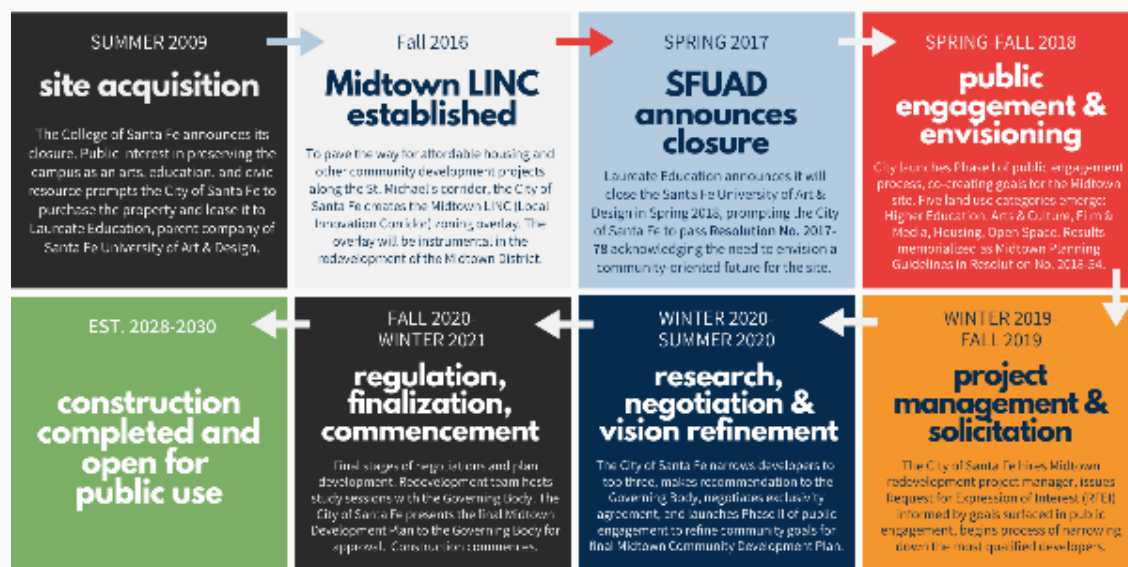 SUMMER 2009
site acquisition
The College of Santa Fe announces its
closure. Public interest in preserving the
campus as an arts, education, and civic
resource prompts the City of Santa Fe to
purchase the property and lease it to
Laureate Education, parent company of
Santa Fe University of Art & Design.
Fall 2016
Midtown LINC
established
To pave the way for affordable housing and
other community development projects
along the St. Michael's corridor, the City of
Santa Fe creates the Midtown LINC (Local
Innovation Corridor) zoning overlay. The
overlay will be instrumental in the
redevelopment of the Midtown District.
SPRING 2017
SFUAD
announces
closure
Laureate Education announces it will
close the Santa Fe University of Art &
Design in Spring 2018, prompting the City
of Santa Fe to pass Resolution No. 2017-
78 acknowledging the need to envision a
community-oriented future for the site.
SPRING-FALL 2018
public
engagement &
envisioning
City launches Phase I of public engagement
process, co-creating goals for the Midtown
site. Five land use categories emerge:
Higher Education, Arts & Culture, Film &
Media, Housing, Open Space. Results
memorialized as Midtown Planning
Guidelines in Resolution No. 2018-54.
WINTER 2019-
FALL 2019
project
management &
solicitation
The City of Santa Fe hires Midtown
redevelopment project manager, issues
Request for Expression of Interest (RFEI)
informed by goals surfaced in public
engagement, begins process of narrowing
down the most qualified developers.
WINTER 2020-
SUMMER 2020
research,
negotiation &
vision refinement
The City of Santa Fe narrows developers to
top three, makes recommendation to the
Governing Body, negotiates exclusivity
agreement, and launches Phase II of public
engagement to refine community goals for
final Midtown Community Development Plan.
FALL 2020-
WINTER 2021
regulation,
finalization,
commencement
Final stages of negotiations and plan
development. Redevelopment team hosts
study sessions with the Governing Body. The
City of Santa Fe presents the final Midtown
Development Plan to the Governing Body for
approval. Construction commences.
EST. 2028-2030
construction
completed and
open for
public use